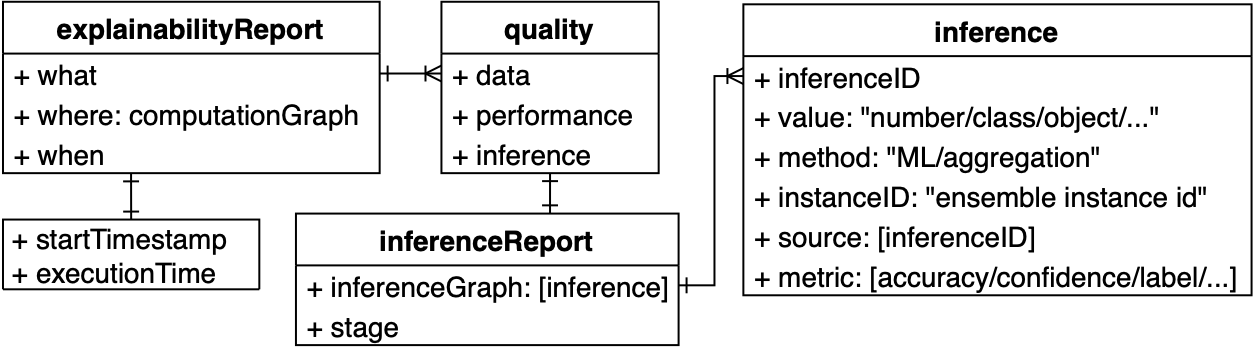 explainabilityReport
+ what
+ where: computationGraph
+ when
+ startTimestamp
+ executionTime
quality
+ data
+ performance
+ inference
inferenceReport
+ inferenceGraph: [inference]
+ stage
inference
+ inferenceID
+ value: "number/class/object/..."
+ method: "ML/aggregation"
+ instanceID: "ensemble instance id"
+ source: [inferenceID]
+ metric: [accuracy/confidence/label/...]